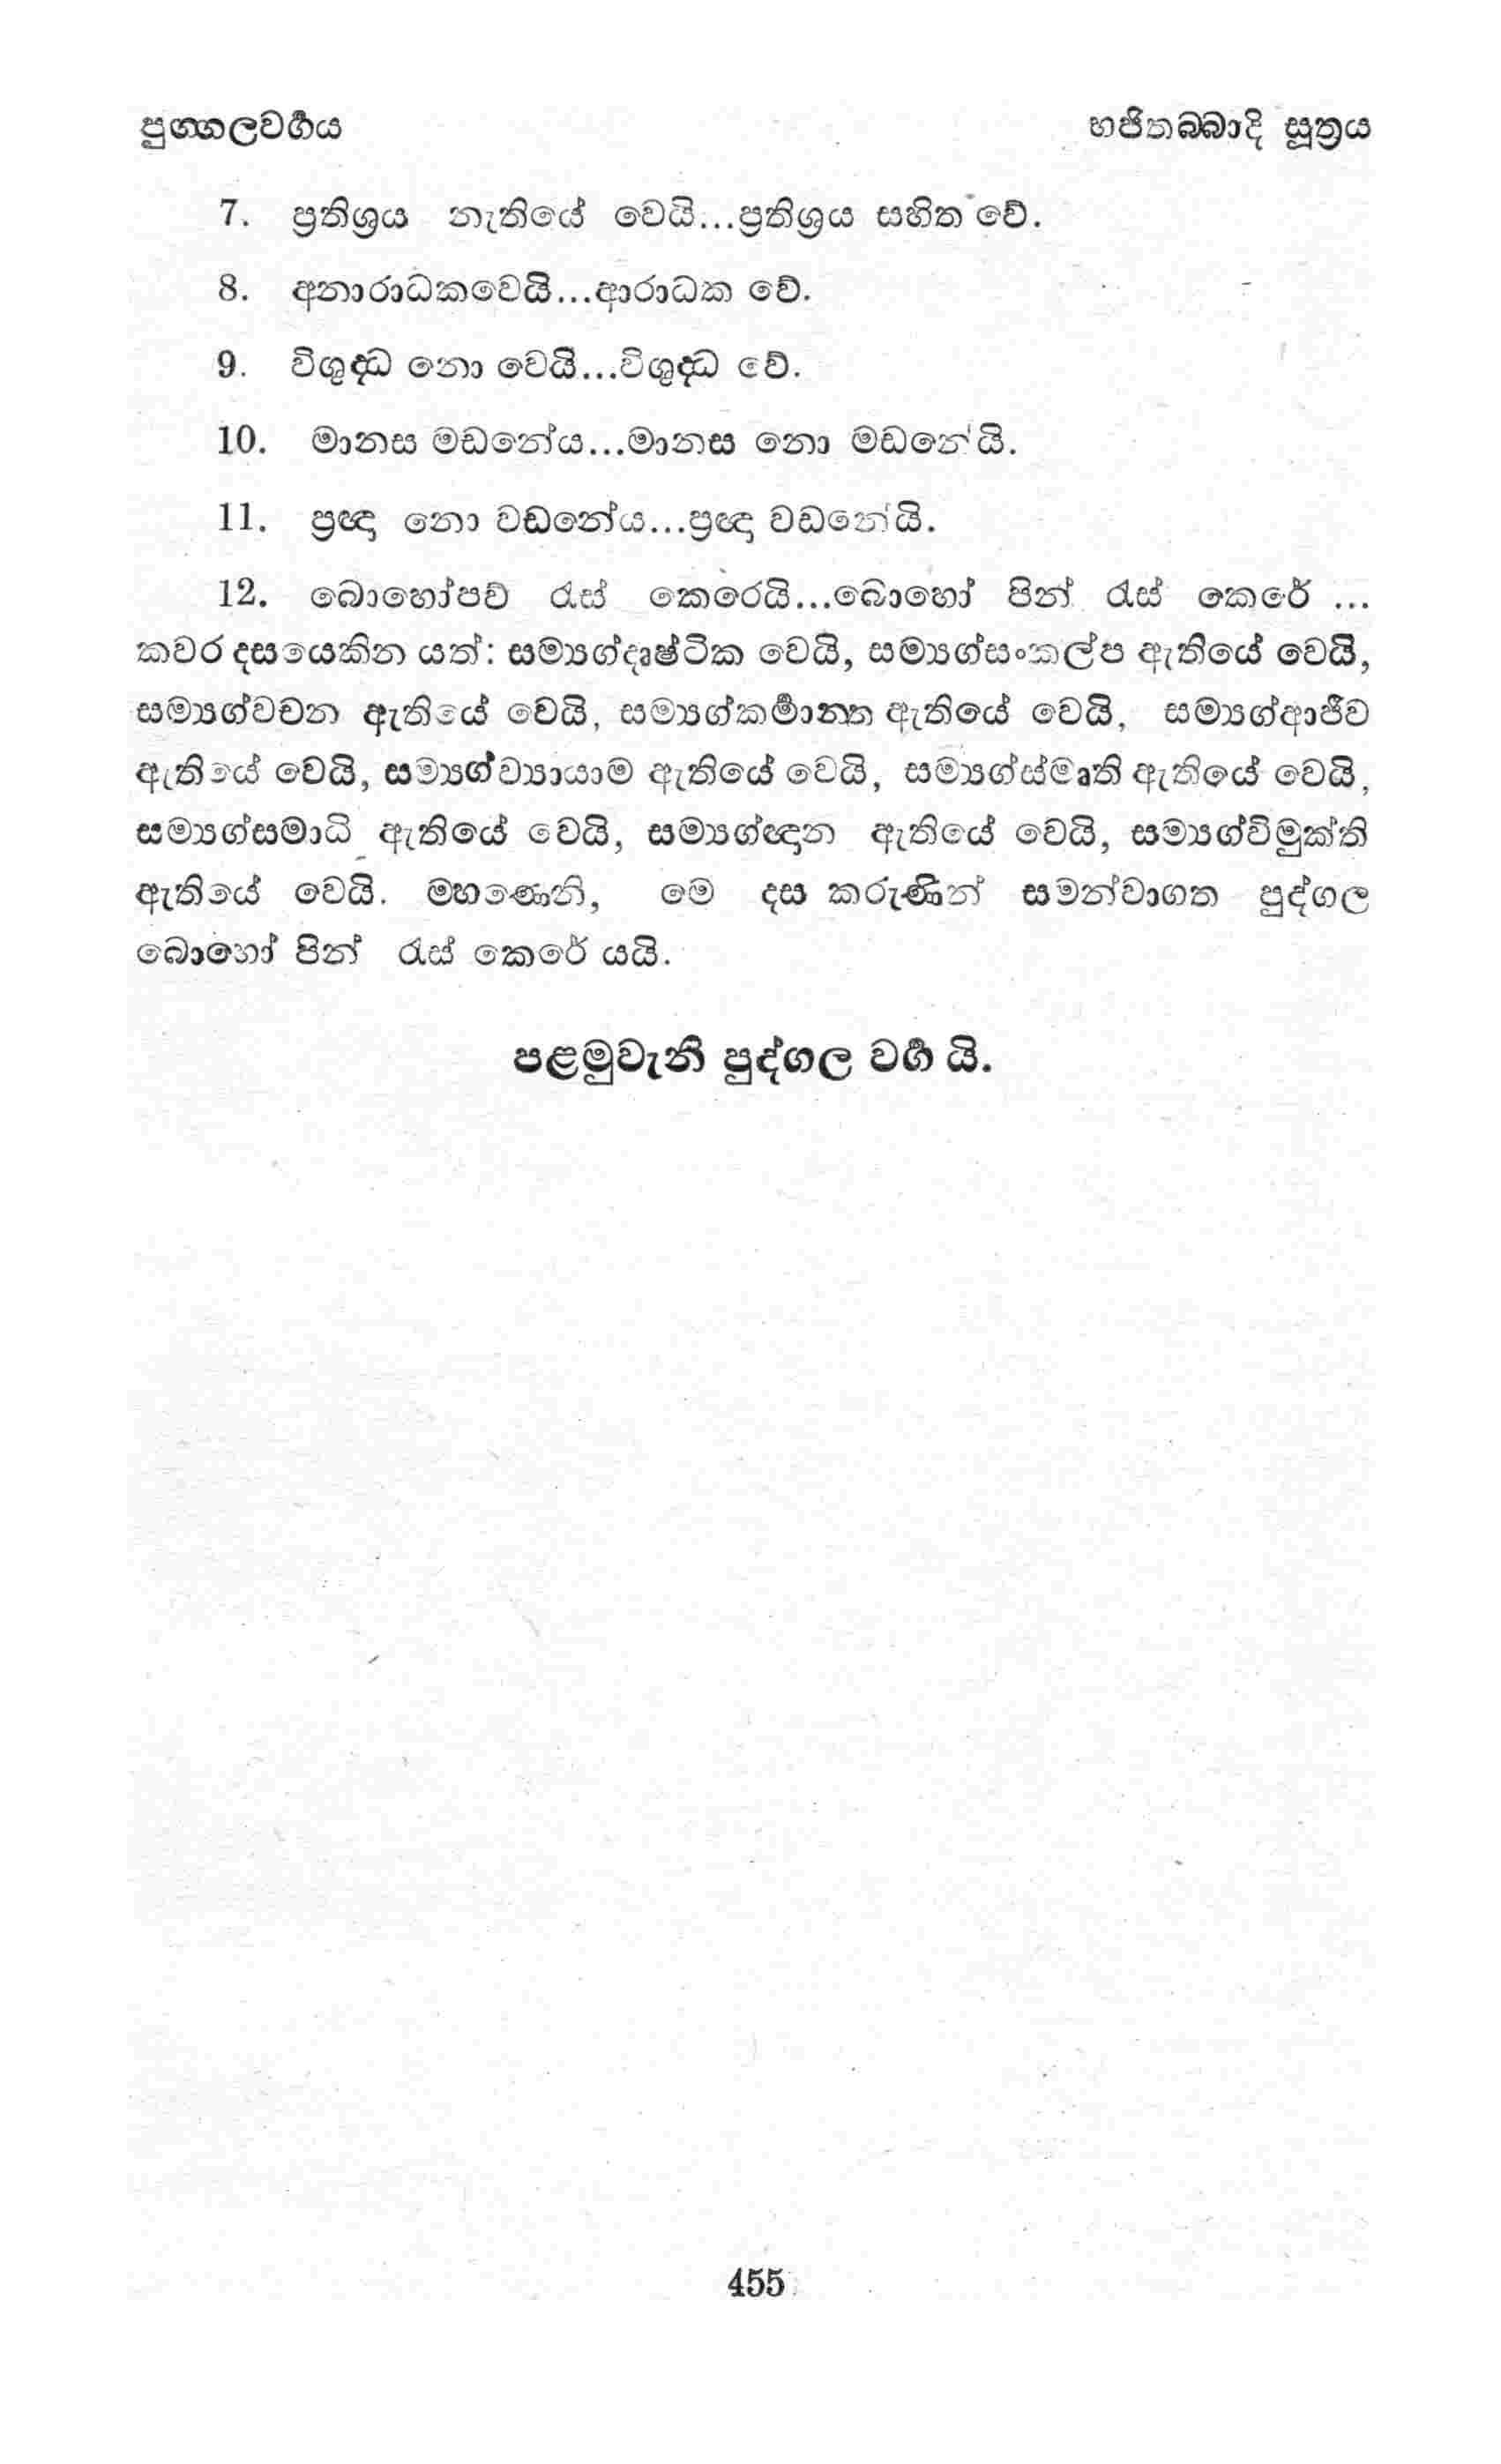 පුග්ගලවර්‍ගය භජිතබ්බාදි සූත්‍රය
7. ප්‍රතිශ්‍රය නැතියේ වෙයි...ප්‍රතිශ්‍රය සහිත වේ.
8. අනාරාධකවෙයි...ආරාධක වේ.
9. විශුද්ධ නො වෙයි...විශුද්ධ වේ.
10. මානස මඩනේය...මානස නො මඩනේයි.
11. ප්‍රඥා නො වඩනේය...ප්‍රඥා වඩනේයි.
12. බොහෝපව් රැස් කෙරෙයි...බොහෝ පින් රැස් කෙරේ ...
කවර දසයෙකින යත්: සම්‍යග්දෘෂ්ටික වෙයි, සම්‍යග්සංකල්ප ඇතියේ වෙයි,
සම්‍යග්වචන ඇතියේ වෙයි, සම්‍යග්කර්‍මාන්ත ඇතියේ වෙයි, සම්‍යග්ආජීව
ඇතියේ වෙයි, සම්‍යග්ව්‍යායාම ඇතියේ වෙයි, සම්‍යග්ස්මෘති ඇතියේ වෙයි,
සම්‍යග්සමාධි ඇතියේ වෙයි, සම්‍යග්ඥාන ඇතියේ වෙයි, සම්‍යග්විමුක්ති
ඇතියේ වෙයි. මහණෙනි, මෙ දස කරුණින් සමන්වාගත පුද්ගල
බොහෝ පින් රැස් කෙරේ යයි.
පළමුවැනි පුද්ගල වර්‍ග යි.
455